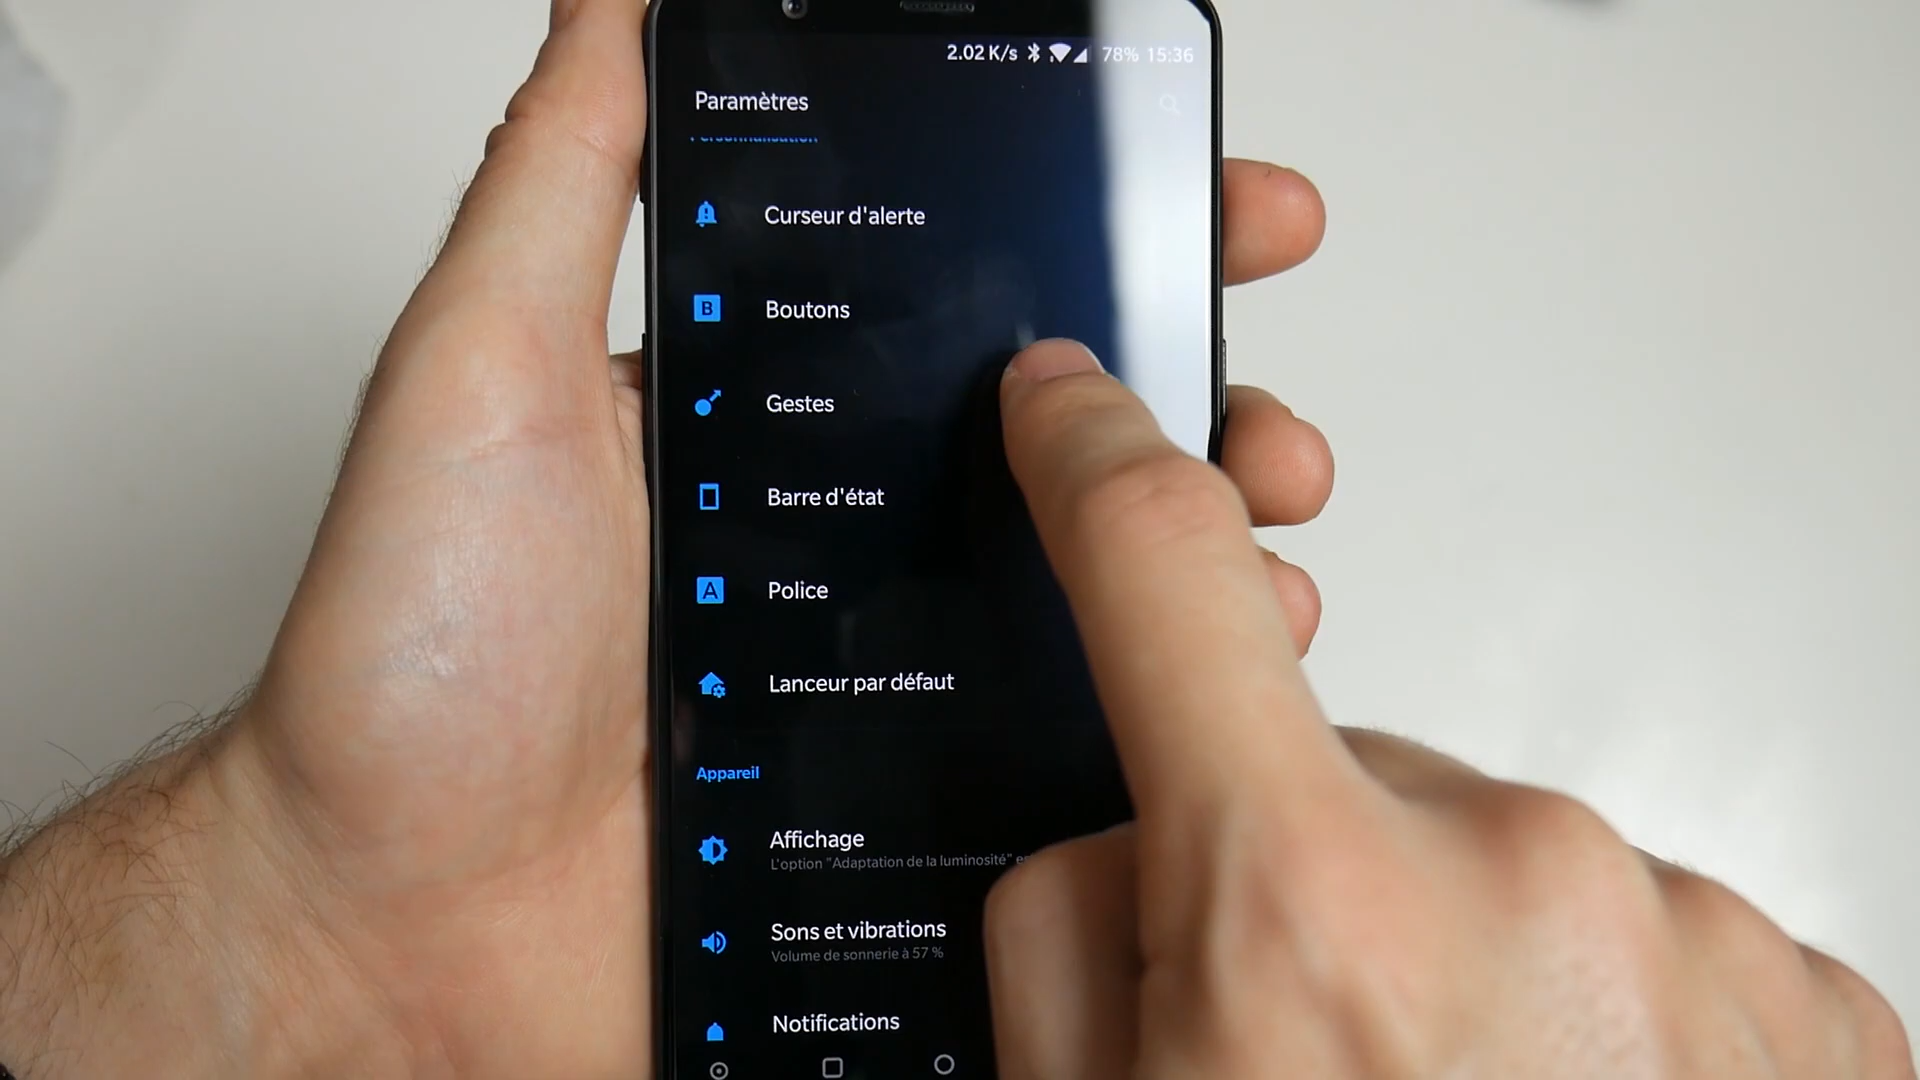 2.02 K/s 78% 15:36
Paramètres
Personnalisation
Curseur d'alerte
B Boutons
Gestes
Barre d'état
A Police
Lanceur par défaut
Appareil
Affichage
L'option "Adaptation de la luminosité"
Sons et vibrations
Volume de sonnerie à 57 %
Notifications